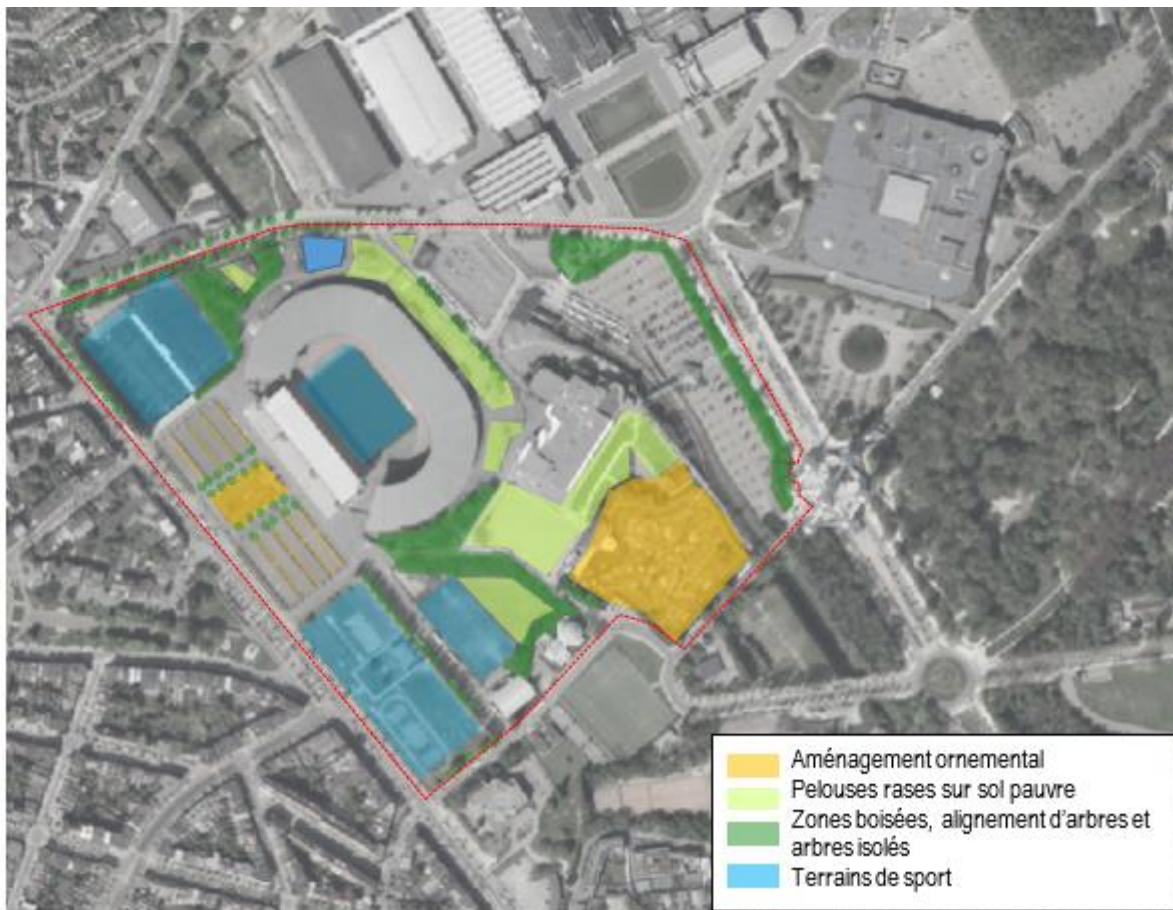 Aménagement ornemental
Pelouses rases sur sol pauvre
Zones boisées, alignement d'arbres et
arbres isolés
Terrains de sport